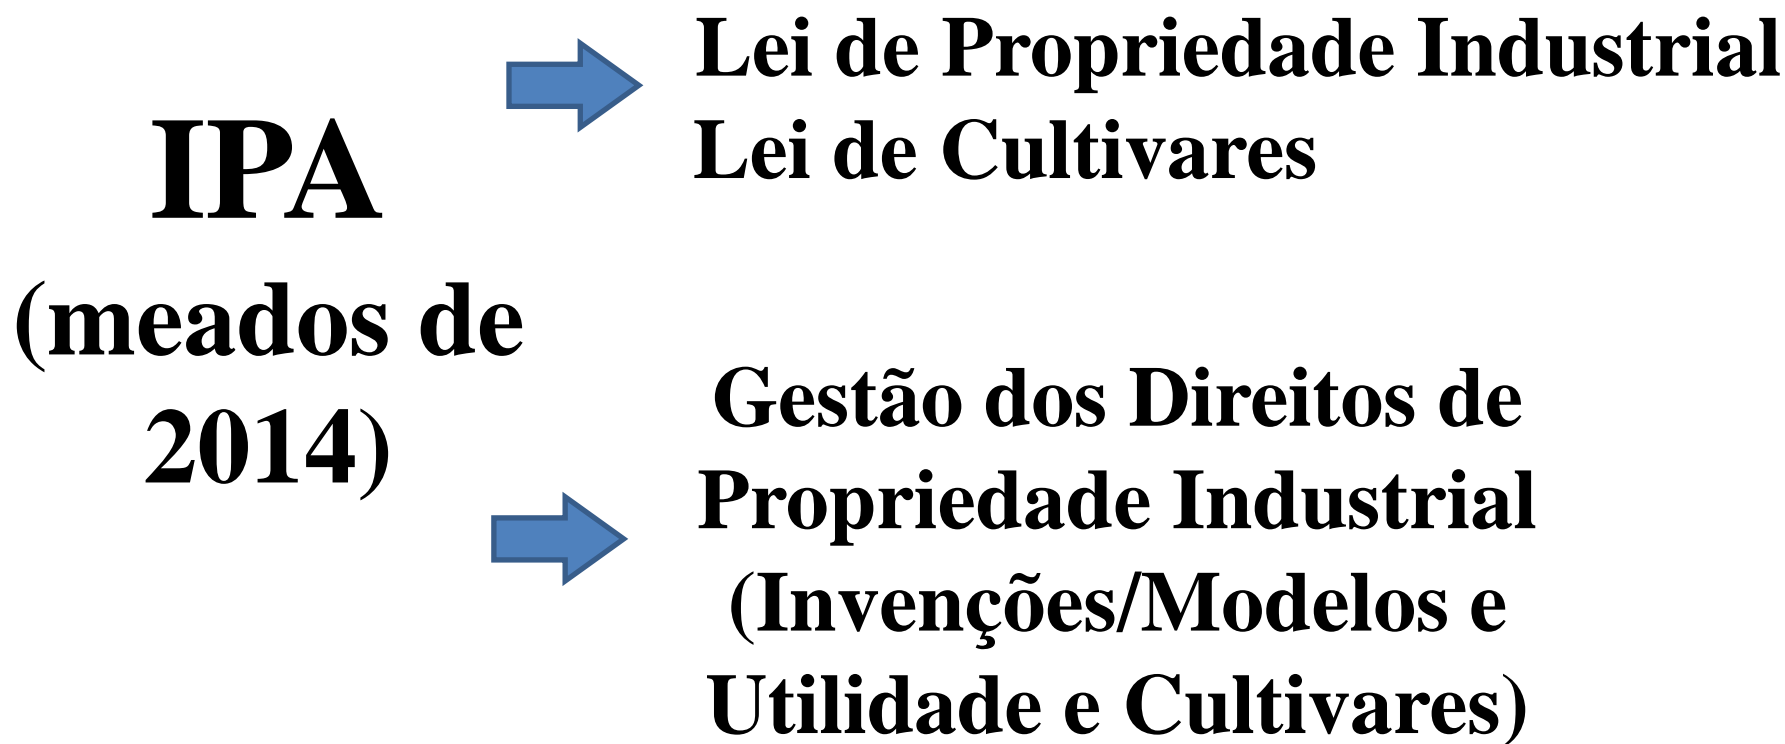 IPA
(meados de
2014)
Lei de Propriedade Industrial
Lei de Cultivares
Gestão dos Direitos de
Propriedade Industrial
(Invenções/Modelos e
Utilidade e Cultivares)